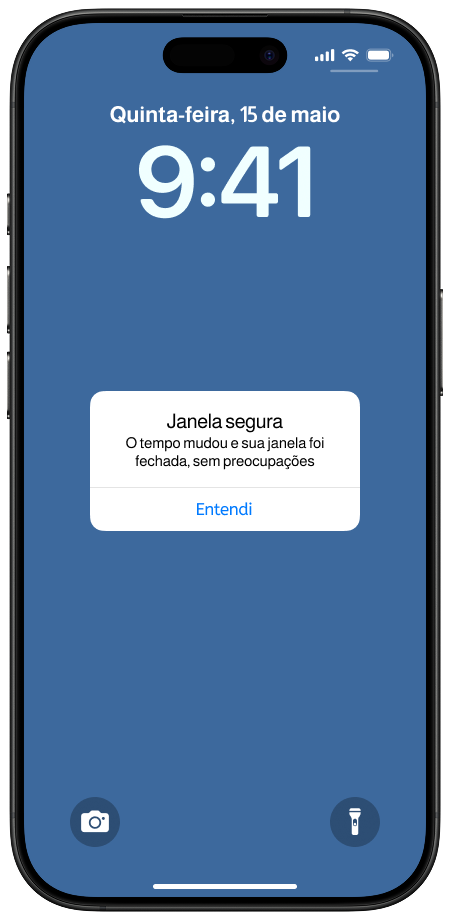 Quinta-feira, 15 de maio
9:41
Janela segura
O tempo mudou e sua janela foi
fechada, sem preocupações
Entendi